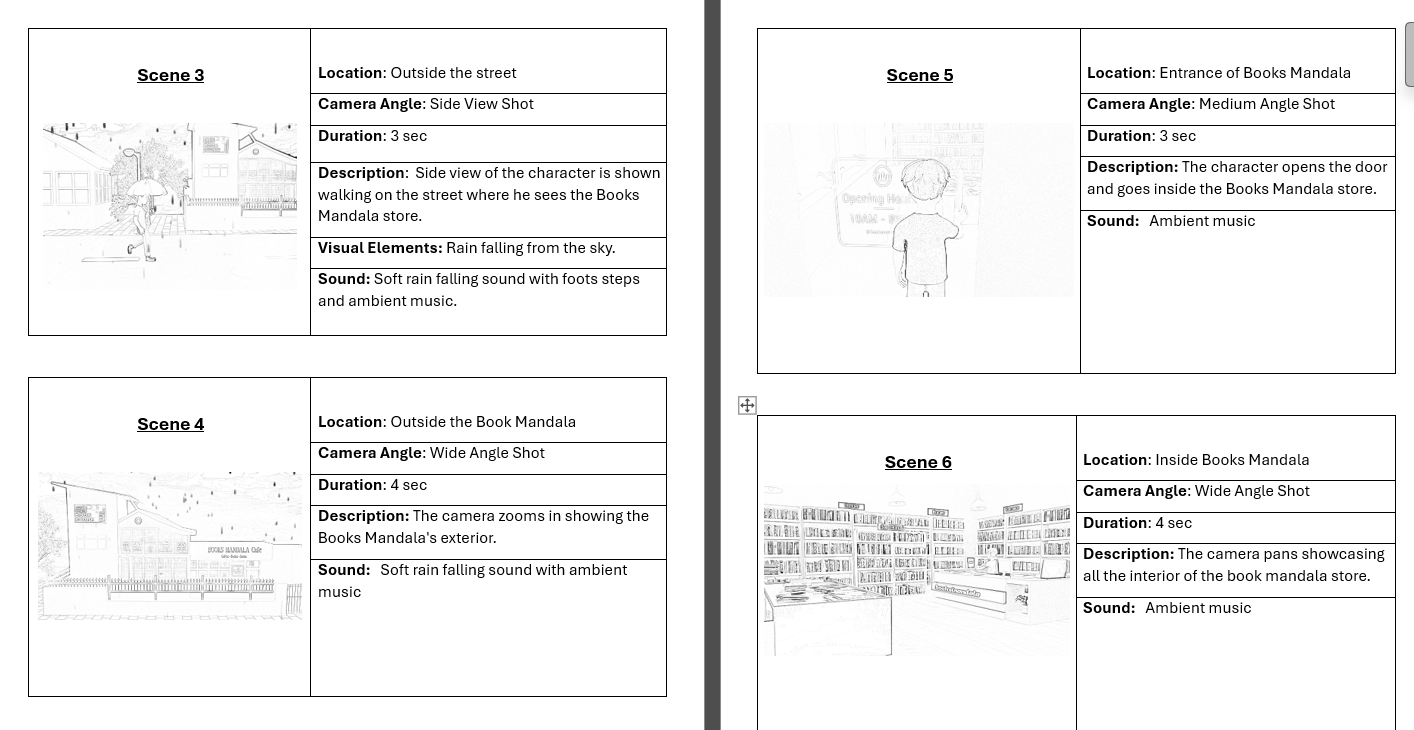 Scene 3
Location: Outside the street
Camera Angle: Side View Shot
Duration: 3 sec
Description:  Side view of the character is shown
walking on the street where he sees the Books
Mandala store.
Visual Elements: Rain falling from the sky.
Sound: Soft rain falling sound with foots steps
and ambient music.
Scene 4
BOOKS MANDALA Cafe
Location: Outside the Book Mandala
Camera Angle: Wide Angle Shot
Duration: 4 sec
Description: The camera zooms in showing the
Books Mandala's exterior.
Sound:   Soft rain falling sound with ambient
music
Scene 5
Opening Ho
10AM - 8
Location: Entrance of Books Mandala
Camera Angle: Medium Angle Shot
Duration: 3 sec
Description: The character opens the door
and goes inside the Books Mandala store.
Sound:   Ambient music
Scene 6
Booksmandala
Location: Inside Books Mandala
Camera Angle: Wide Angle Shot
Duration: 4 sec
Description: The camera pans showcasing
all the interior of the book mandala store.
Sound:   Ambient music